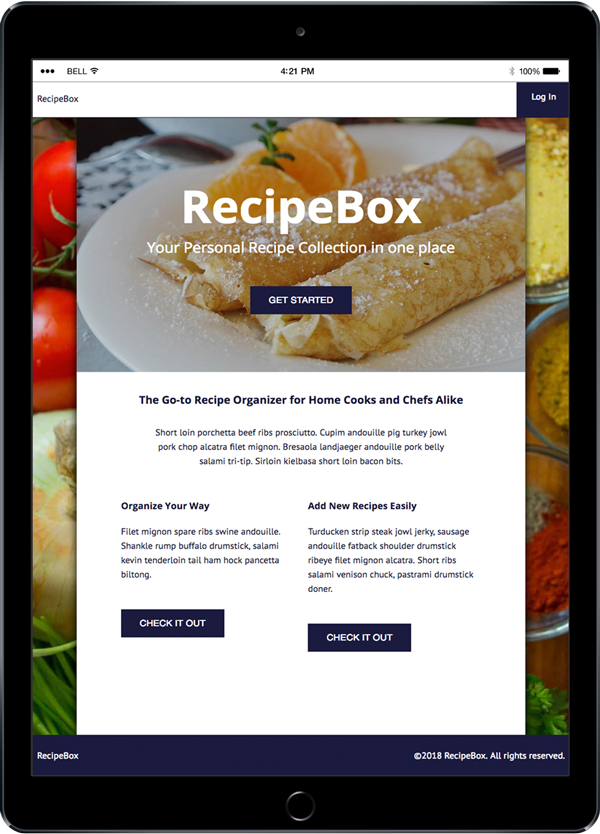 BELL 4:21 PM 100%
RecipeBox Log In
RecipeBox
Your Personal Recipe Collection in one place
GET STARTED
The Go-to Recipe Organizer for Home Cooks and Chefs Alike
Short loin porchetta beef ribs prosciutto. Cupim andouille pig turkey jowl
pork chop alcatra filet mignon. Bresaola landjaeger andouille pork belly
salami tri-tip. Sirloin kielbasa short loin bacon bits.
Organize Your Way
Filet mignon spare ribs swine andouille.
Shankle rump buffalo drumstick, salami
kevin tenderloin tail ham hock pancetta
biltong.
CHECK IT OUT
Add New Recipes Easily
Turducken strip steak jowl jerky, sausage
andouille fatback shoulder drumstick
ribeye filet mignon alcatra. Short ribs
salami venison chuck, pastrami drumstick
doner.
CHECK IT OUT
RecipeBox ©2018 RecipeBox. All rights reserved.